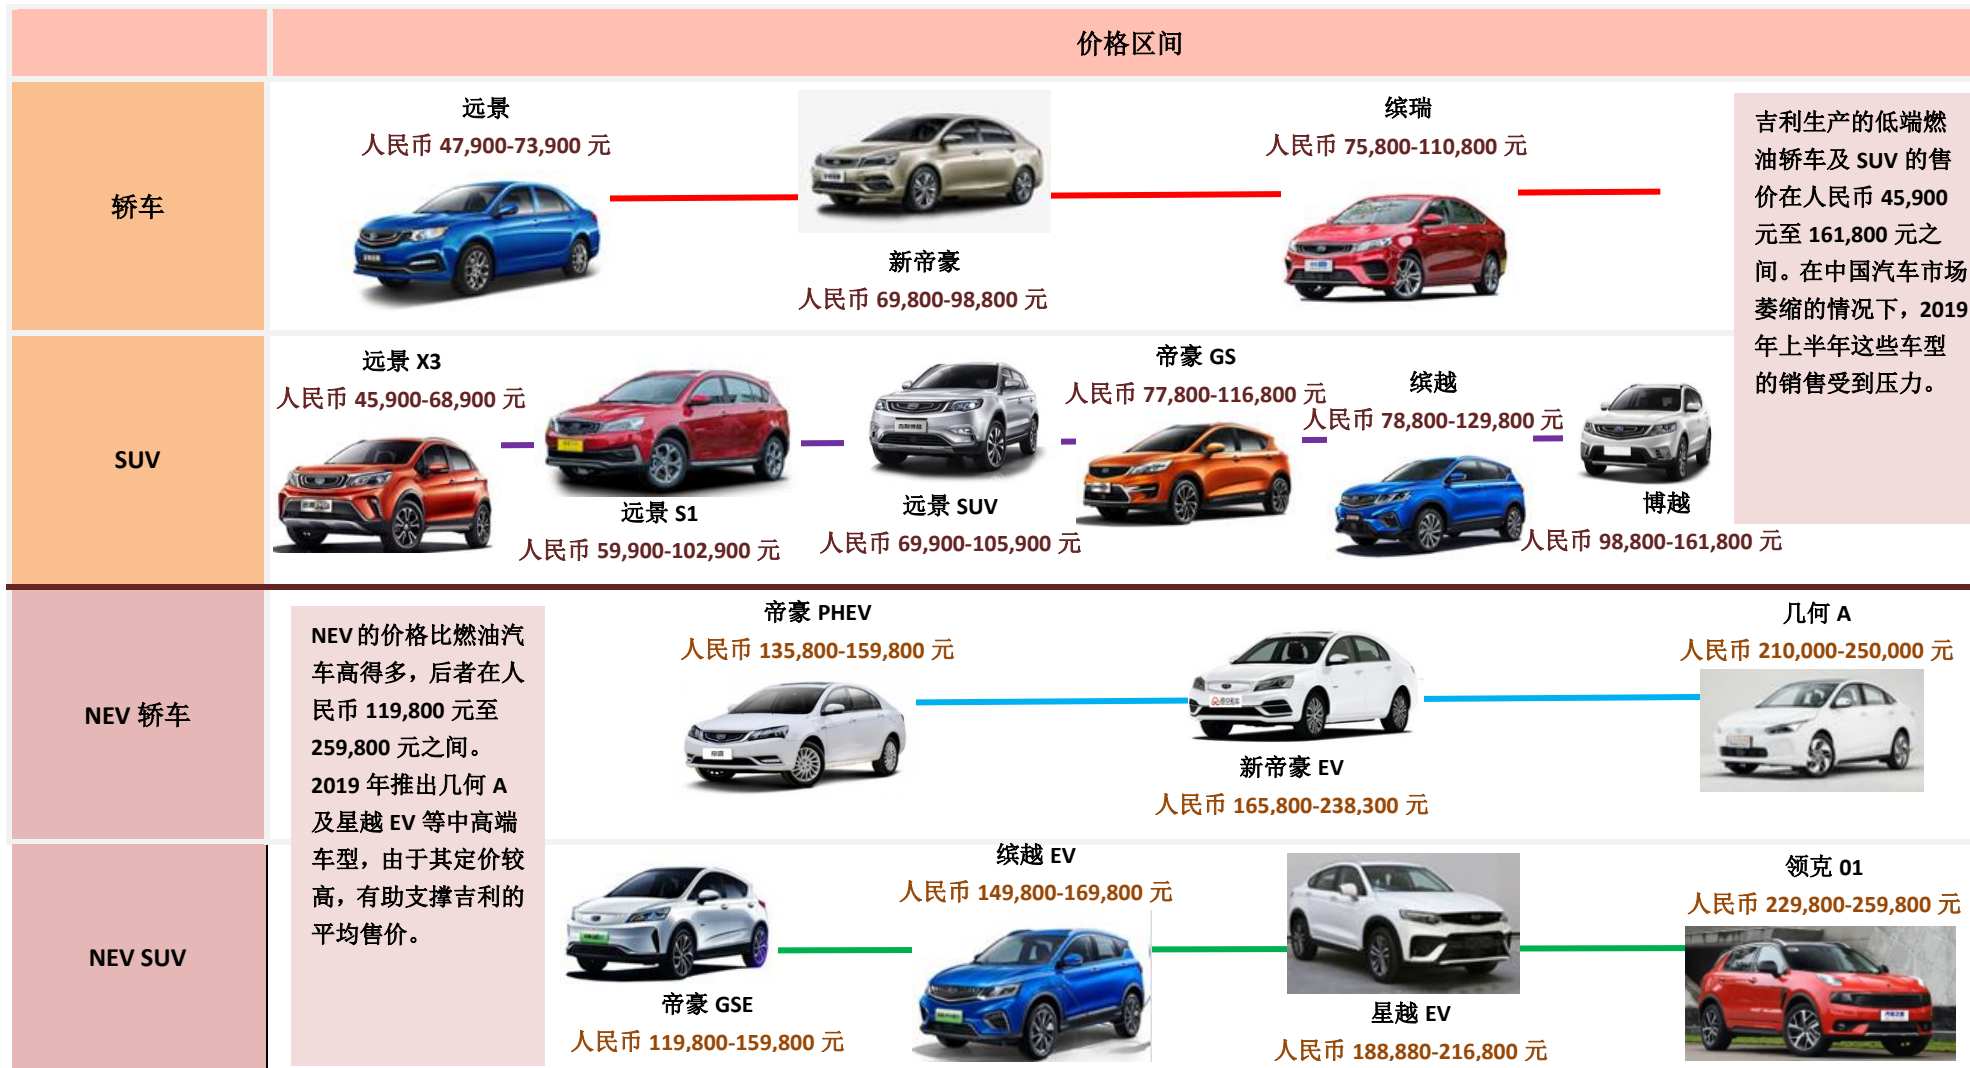 价格区间
轿车
远景
人民币 47,900-73,900 元
新帝豪
人民币 69,800-98,800 元
缤瑞
人民币 75,800-110,800 元
吉利生产的低端燃
油轿车及 SUV 的售
价在人民币 45,900
元至 161,800 元之
间。在中国汽车市场
萎缩的情况下，2019
年上半年这些车型
的销售受到压力。
SUV
远景 X3
人民币 45,900-68,900 元
远景 S1
人民币 59,900-102,900 元
远景 SUV
人民币 69,900-105,900 元
帝豪 GS
人民币 77,800-116,800 元
缤越
人民币 78,800-129,800 元
博越
人民币 98,800-161,800 元
NEV 轿车
NEV 的价格比燃油汽
车高得多，后者在人
民币 119,800 元至
259,800 元之间。
2019 年推出几何 A
及星越 EV 等中高端
车型，由于其定价较
高，有助支撑吉利的
平均售价。
帝豪 PHEV
人民币 135,800-159,800 元
新帝豪 EV
人民币 165,800-238,300 元
几何 A
人民币 210,000-250,000 元
NEV SUV
帝豪 GSE
人民币 119,800-159,800 元
缤越 EV
人民币 149,800-169,800 元
星越 EV
人民币 188,880-216,800 元
领克 01
人民币 229,800-259,800 元